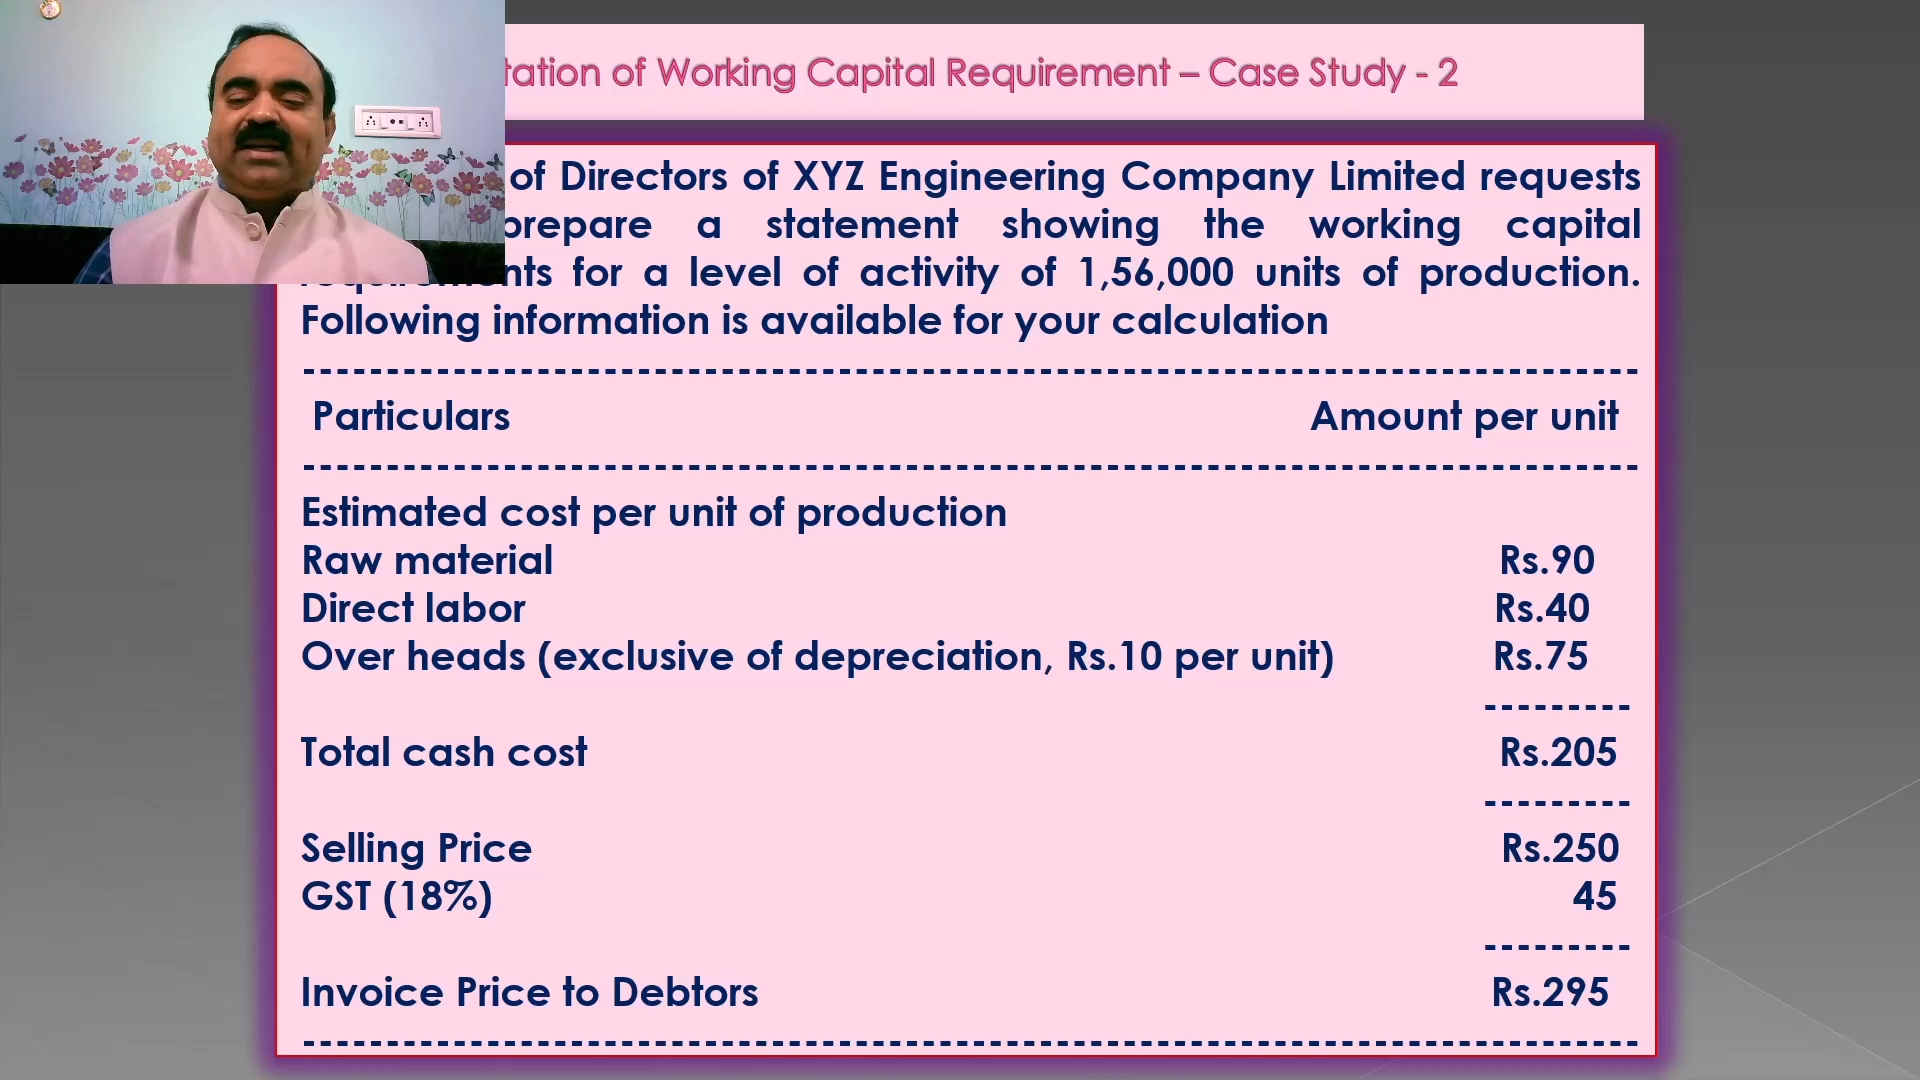 tation of Working Capital Requirement – Case Study - 2
of Directors of XYZ Engineering Company Limited requests
prepare a statement showing the working capital
requirements for a level of activity of 1,56,000 units of production.
Following information is available for your calculation
Particulars Amount per unit
Estimated cost per unit of production
Raw material Rs.90
Direct labor Rs.40
Over heads (exclusive of depreciation, Rs.10 per unit) Rs.75
Total cash cost Rs.205
Selling Price Rs.250
GST (18%) 45
Invoice Price to Debtors Rs.295